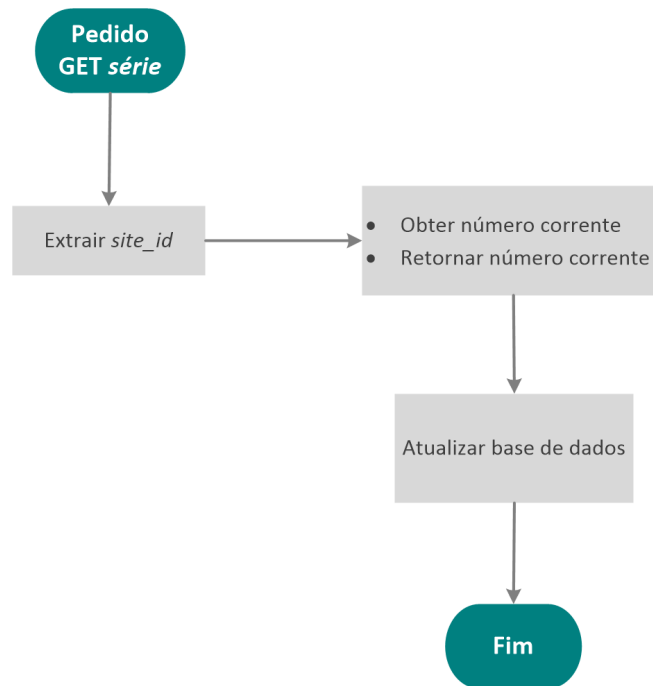 Pedido
GET série
Extrair site_id
• Obter número corrente
• Retornar número corrente
Atualizar base de dados
Fim